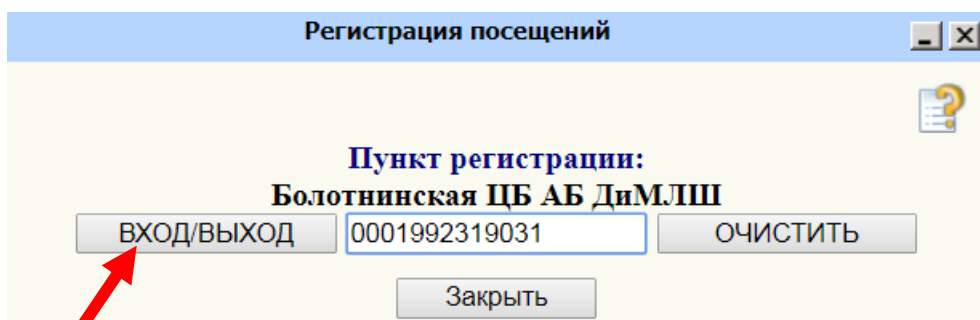 Регистрация посещений
Пункт регистрации:
Болотнинская ЦБ АБ ДиМЛШ
ВХОД/ВЫХОД 0001992319031 ОЧИСТИТЬ
Закрыть